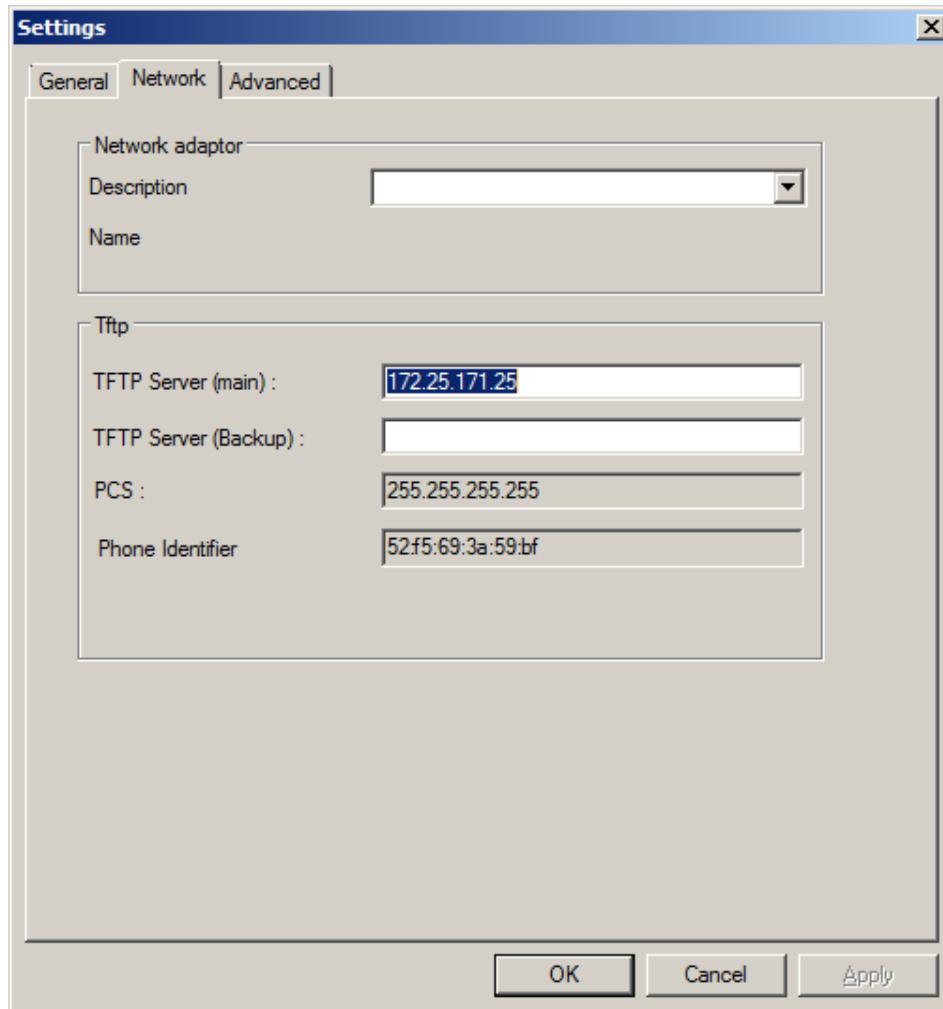 Settings
General Network Advanced
Network adaptor
Description
Name
Tftp
TFTP Server (main) : 172.25.171.25
TFTP Server (Backup) :
PCS : 255.255.255.255
Phone Identifier 52:f5:69:3a:59:bf
OK Cancel Apply